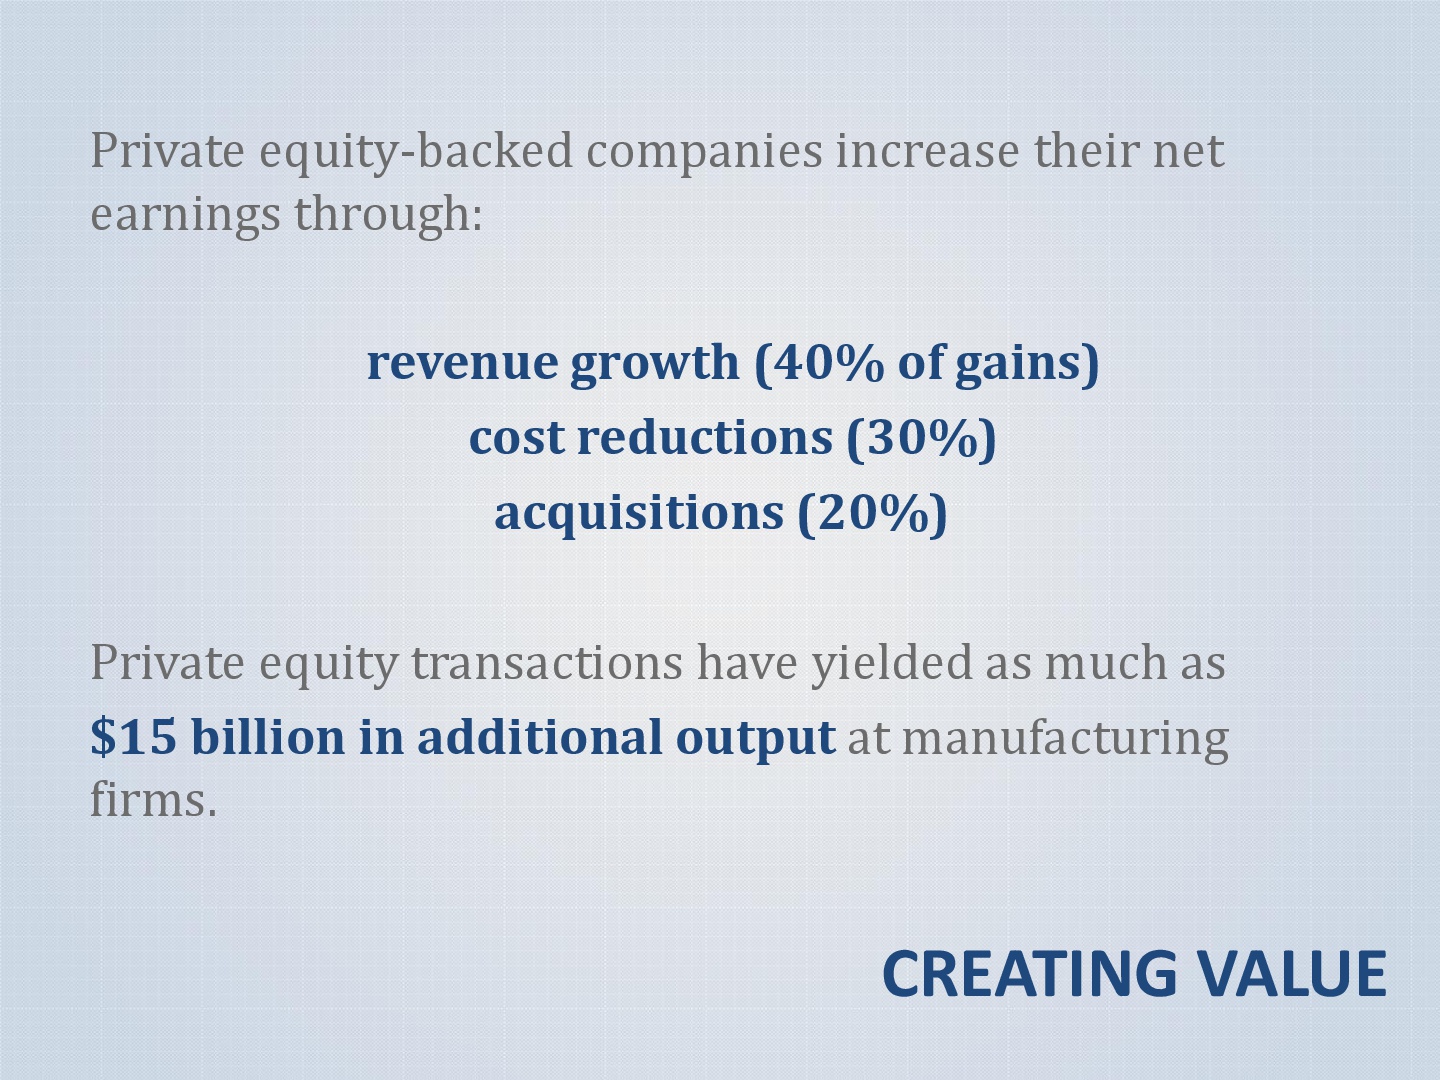 Private equity-backed companies increase their net
earnings through:
revenue growth (40% of gains)
cost reductions (30%)
acquisitions (20%)
Private equity transactions have yielded as much as
$15 billion in additional output at manufacturing
firms.
CREATING VALUE